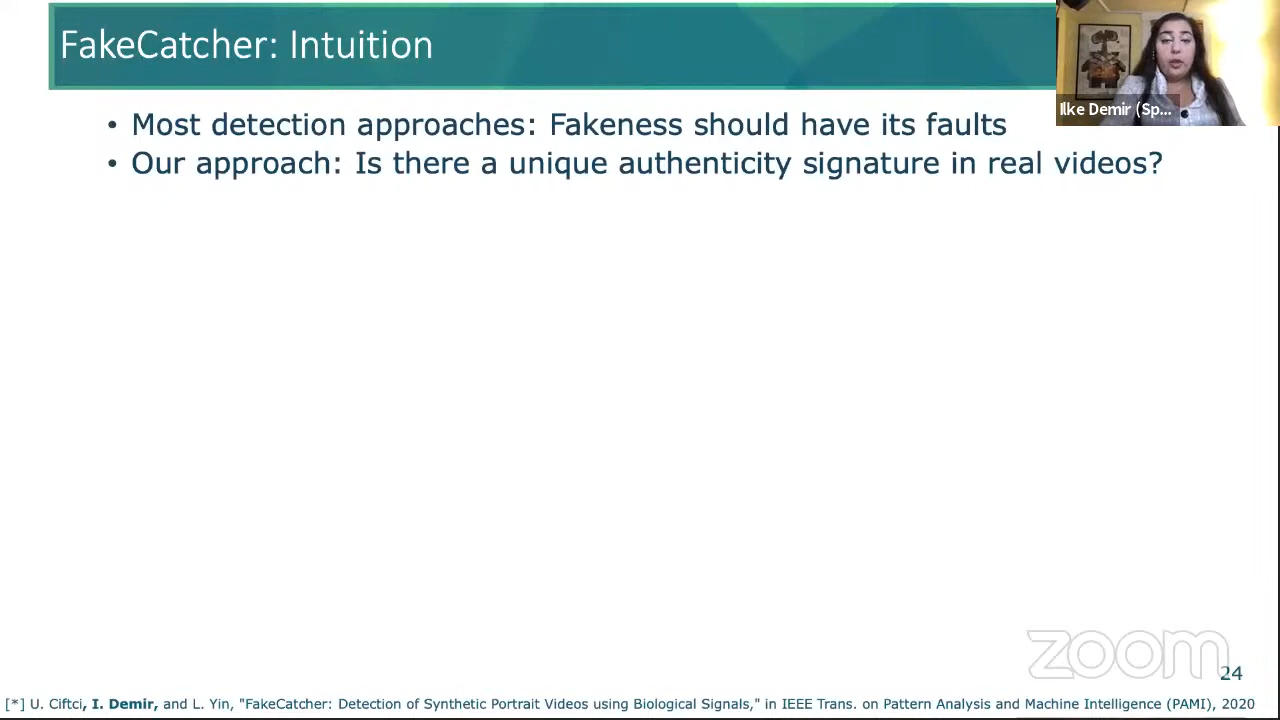 FakeCatcher: Intuition
Ilke Demir (Sp...
• Most detection approaches: Fakeness should have its faults
• Our approach: Is there a unique authenticity signature in real videos?
zoom
24
[*] U. Ciftci, I. Demir, and L. Yin, "FakeCatcher: Detection of Synthetic Portrait Videos using Biological Signals," in IEEE Trans. on Pattern Analysis and Machine Intelligence (PAMI), 2020